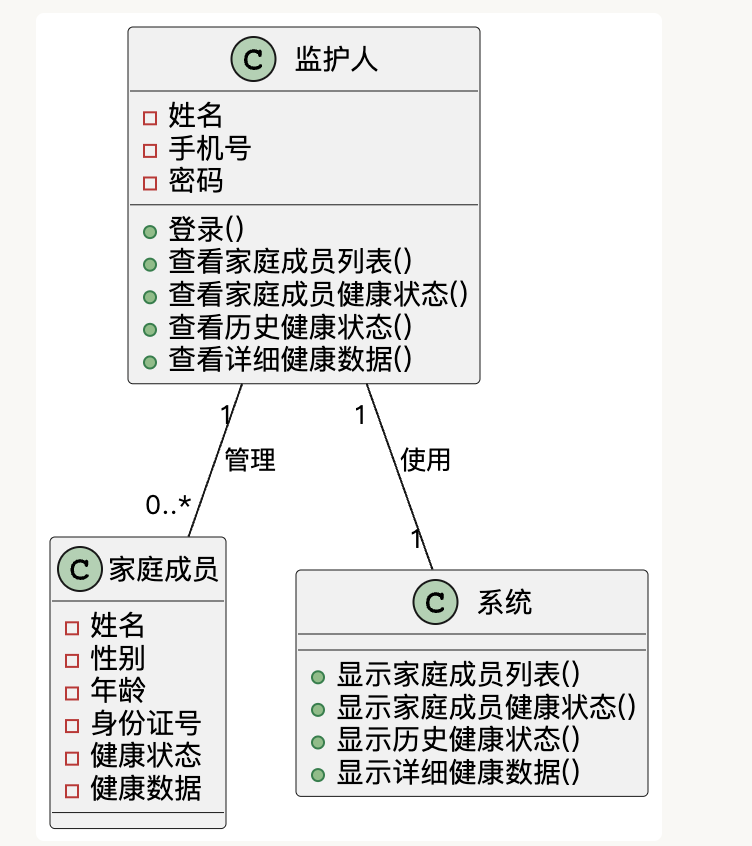 C 监护人
姓名
手机号
密码
登录()
查看家庭成员列表()
查看家庭成员健康状态()
查看历史健康状态()
查看详细健康数据()
1
1
管理
使用
0..*
1
C 家庭成员
姓名
性别
年龄
身份证号
健康状态
健康数据
C 系统
显示家庭成员列表()
显示家庭成员健康状态()
显示历史健康状态()
显示详细健康数据()